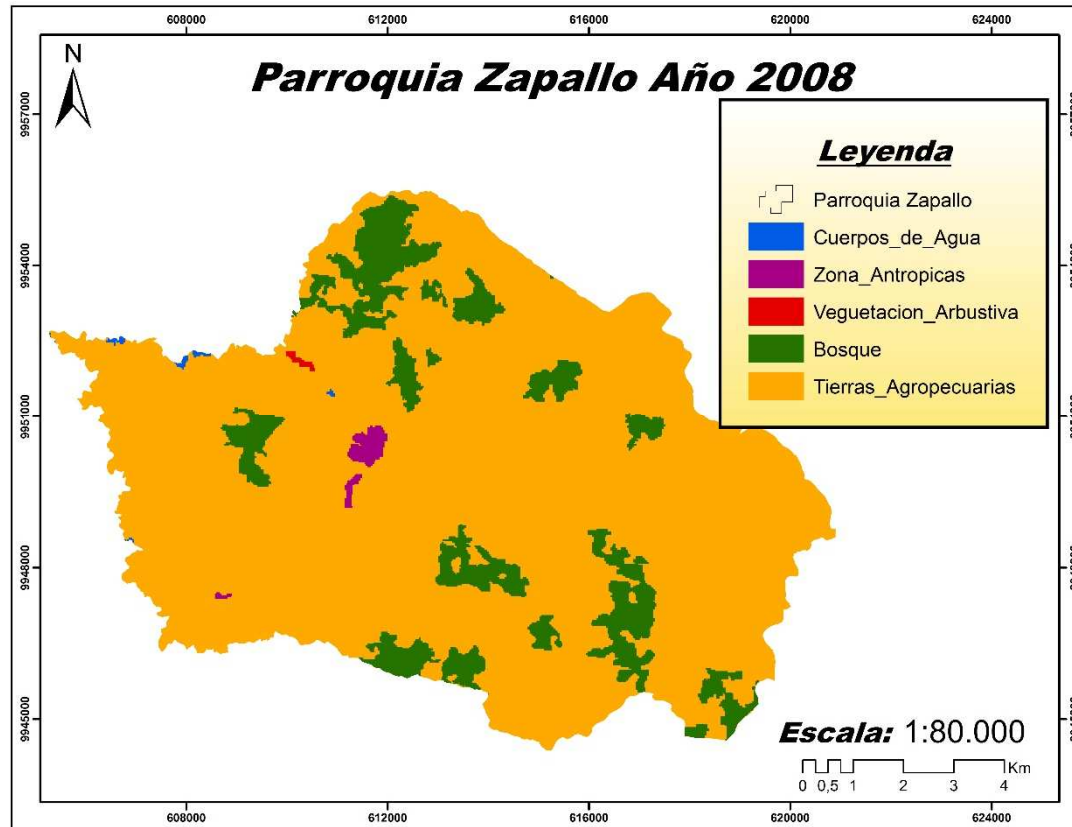 608000 612000 616000 620000 624000
N
Parroquia Zapallo Año 2008
9957000
9954000
9951000
9948000
9945000
Leyenda
Parroquia Zapallo
Cuerpos_de_Agua
Zona_Antropicas
Veguetacion_Arbustiva
Bosque
Tierras_Agropecuarias
Escala: 1:80.000
Km
0 0,5 1 2 3 4
608000 612000 616000 620000 624000